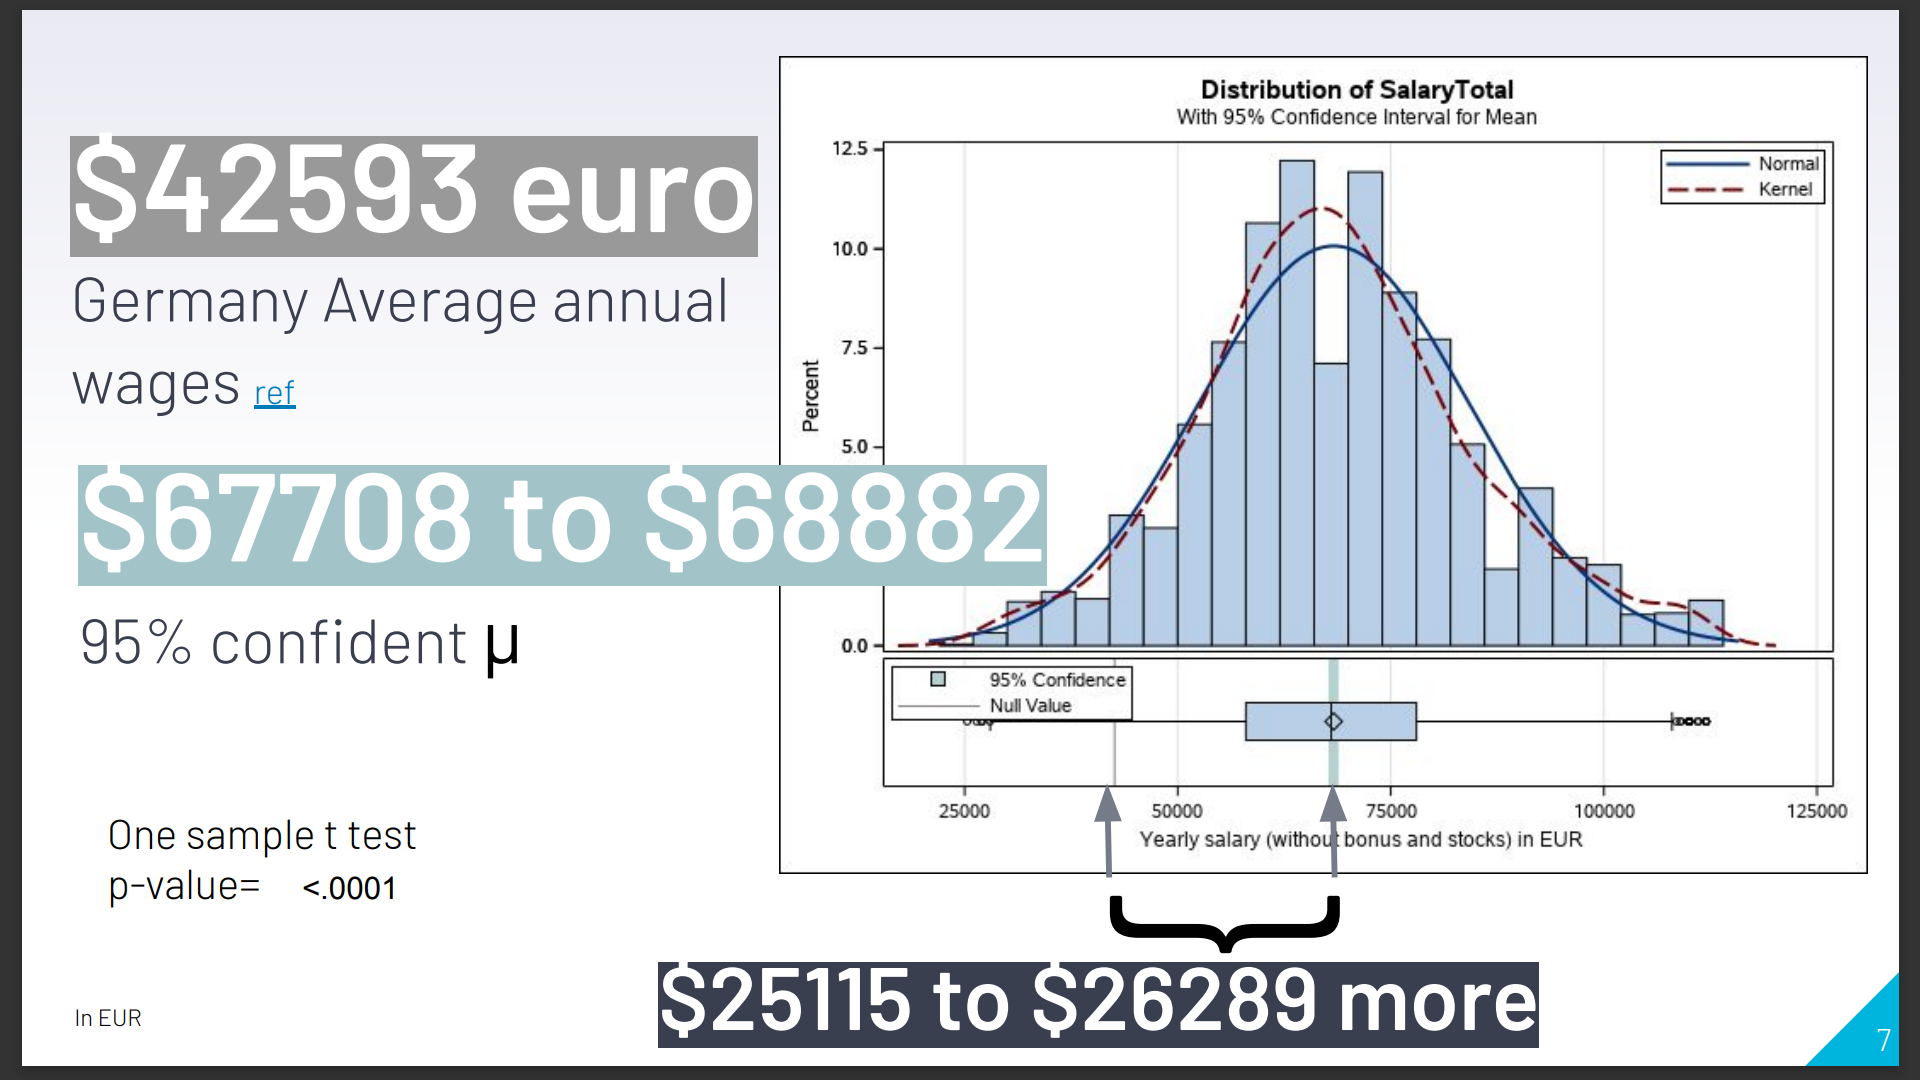 $42593 euro
Germany Average annual
wages ref
$67708 to $68882
95% confident µ
One sample t test
p-value= <.0001
In EUR
Distribution of SalaryTotal
With 95% Confidence Interval for Mean
Normal
Kernel
Percent
12.5
10.0
7.5
5.0
0.0
95% Confidence
Null Value
25000 50000 75000 100000 125000
Yearly salary (without bonus and stocks) in EUR
$25115 to $26289 more
7